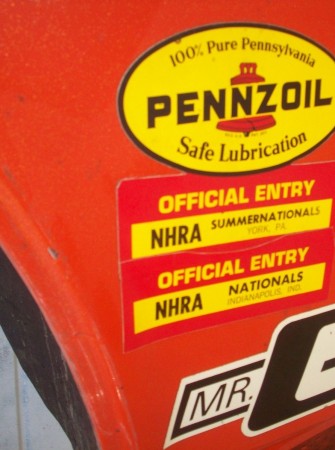 100% Pure Pennsylvania
PENNZOIL
Safe Lubrication
OFFICIAL ENTRY
NHRA SUMMERNATIONALS
YORK, PA.
OFFICIAL ENTRY
NHRA NATIONALS
INDIANAPOLIS, IND.
MR.